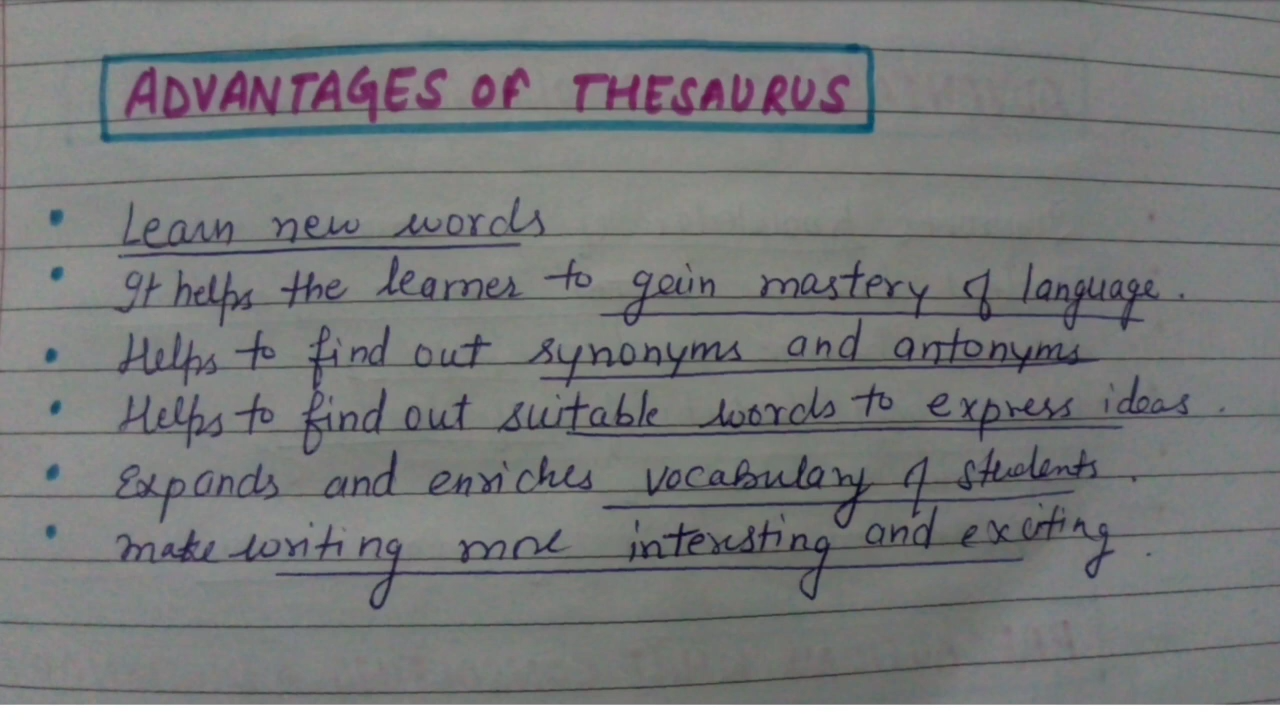 ADVANTAGES OF THESAURUS
• Learn new words
• It helps the learner to gain mastery of language.
• Helps to find out synonyms and antonyms
• Helps to find out suitable words to express ideas.
• Expands and enriches vocabulary of students.
• make writing more interesting and exciting.